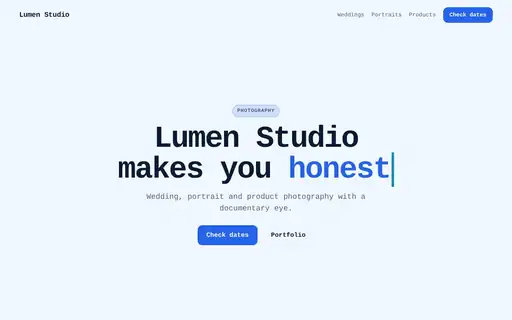 Lumen Studio
Weddings Portraits Products Check dates
PHOTOGRAPHY
Lumen Studio
makes you honest
Wedding, portrait and product photography with a
documentary eye.
Check dates Portfolio